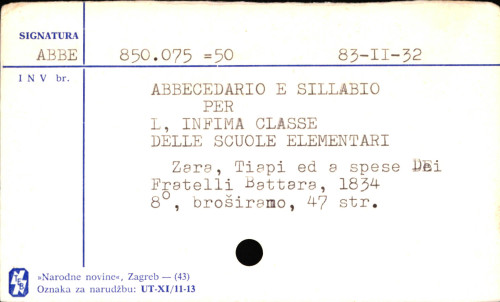 SIGNATURA
ABBE 850.075 =50 83-II-32
INV br.
ABBECEDARIO E SILLABIO
PER
L, INFIMA CLASSE
DELLE SCUOLE ELEMENTARI
Zara, Tiapi ed a spese Dei
Fratelli Battara, 1834
8°, broširamo, 47 str.
»Narodne novine«, Zagreb — (43)
Oznaka za narudžbu: UT-XI/11-13